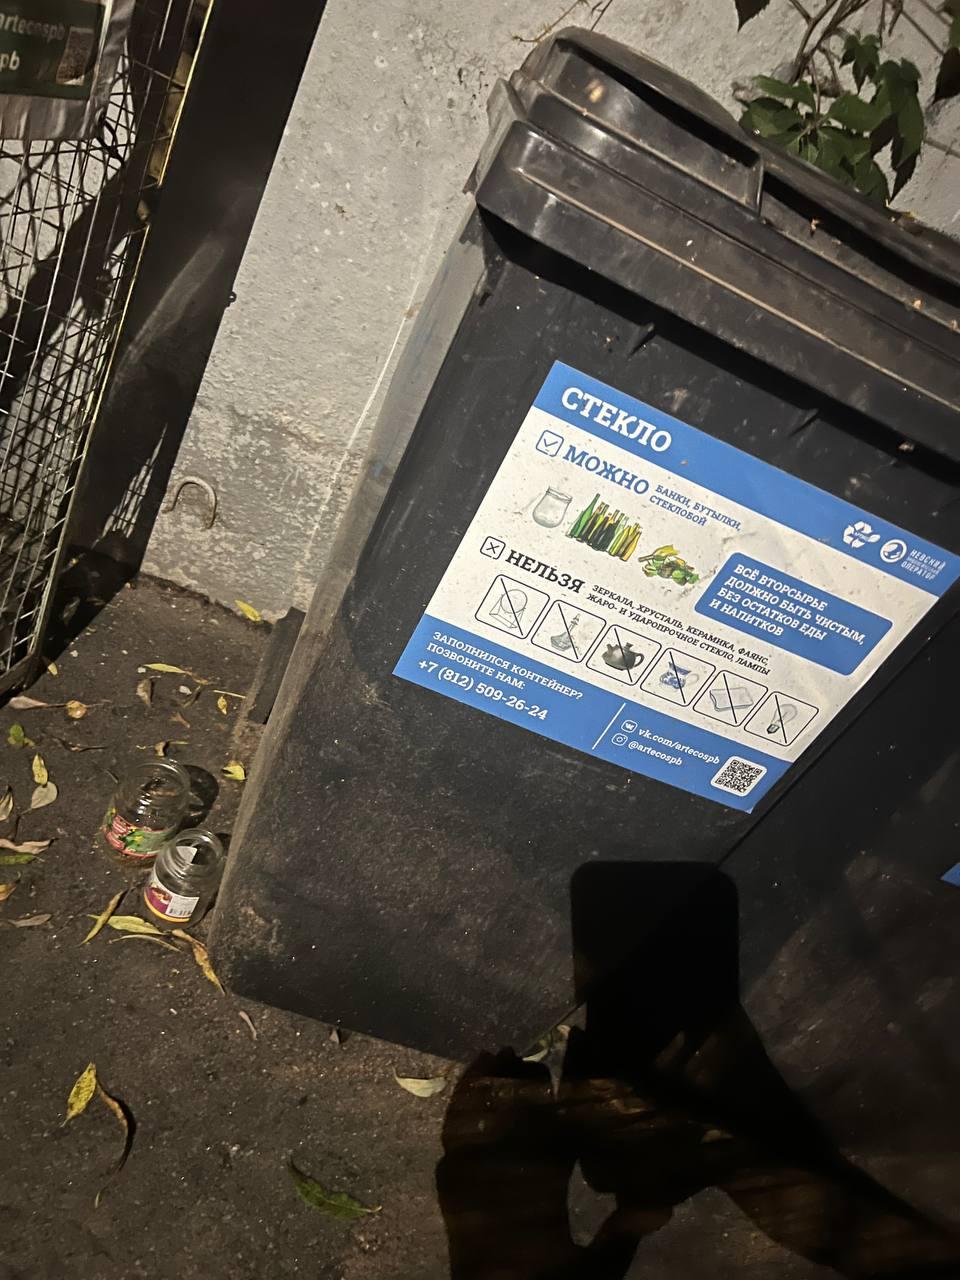 artecospb
pb
СТЕКЛО
МОЖНО
БАНКИ, БУТЫЛКИ,
СТЕКЛОБОЙ
НЕВСКИЙ
ОПЕРАТОР
ВСЁ ВТОРСЫРЬЕ
ДОЛЖНО БЫТЬ ЧИСТЫМ,
БЕЗ ОСТАТКОВ ЕДЫ
И НАПИТКОВ
НЕЛЬЗЯ
ЗЕРКАЛА, ХРУСТАЛЬ, КЕРАМИКА, ФАЯНС,
ЖАРО- И УДАРОПРОЧНОЕ СТЕКЛО, ЛАМПЫ
ЗАПОЛНИЛСЯ КОНТЕЙНЕР?
ПОЗВОНИТЕ НАМ:
+7 (812) 509-26-24
vk.com/artecospb
@artecospb